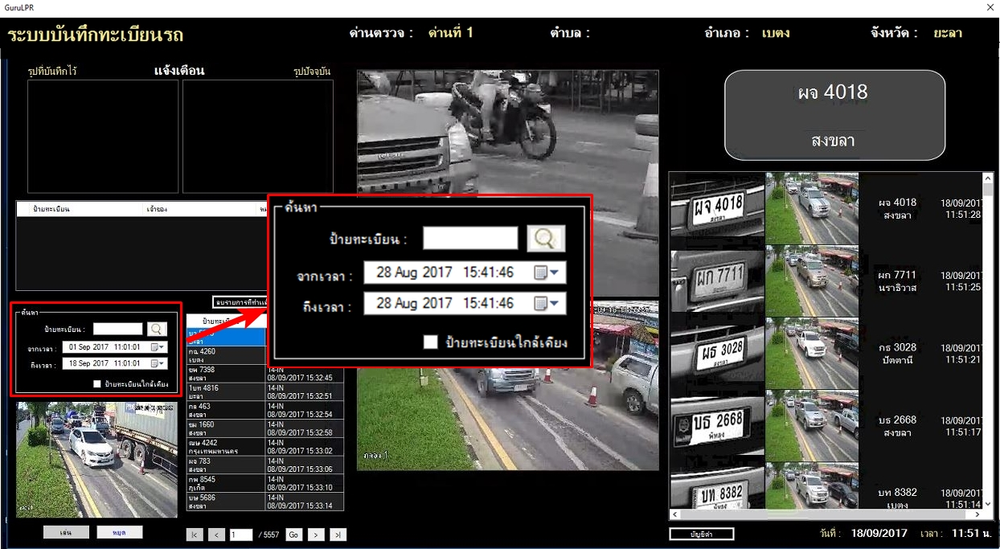 GuruLPR
ระบบบันทึกทะเบียนรถ
ด่านตรวจ : ด่านที่ 1
ตำบล :
อำเภอ : เบตง
จังหวัด : ยะลา
รูปที่บันทึกไว้
แจ้งเตือน
รูปปัจจุบัน
ป้ายทะเบียน
เจ้าของ
ค้นหา
ป้ายทะเบียน :
จากเวลา : 01 Sep 2017 11:01:01
ถึงเวลา : 18 Sep 2017 11:01:01
ป้ายทะเบียนใกล้เคียง
เล่น
หยุด
ค้นหา
ป้ายทะเบียน :
จากเวลา : 28 Aug 2017 15:41:46
ถึงเวลา : 28 Aug 2017 15:41:46
ป้ายทะเบียนใกล้เคียง
ยะลา
กฉ 4260
เบตง
ขพ 7398 14-IN
สงขลา 08/09/2017 15:32:45
1บท 4816 14-IN
ยะลา 08/09/2017 15:32:51
กล 463 14-IN
สงขลา 08/09/2017 15:32:54
ขม 1660 14-IN
สงขลา 08/09/2017 15:32:58
ฌษ 4242 14-IN
กรุงเทพมหานคร 08/09/2017 15:33:02
ผจ 783 14-IN
สงขลา 08/09/2017 15:33:06
กพ 8545 14-IN
ภูเก็ต 08/09/2017 15:33:10
บษ 5686 14-IN
สงขลา 08/09/2017 15:33:14
|< < 1 / 5557 Go > >|
กล่อง 1
ผจ 4018
สงขลา
ผจ 4018
สงขลา
ผจ 4018 18/09/2017
สงขลา 11:51:28
ผก 7711
ผก 7711 18/09/2017
นราธิวาส 11:51:25
ผธ 3028
กธ 3028 18/09/2017
ปัตตานี 11:51:21
บธ 2668
พัทลุง
บธ 2668 18/09/2017
สงขลา 11:51:17
บท 8382
บท 8382 18/09/2017
เบตง 11:51:14
บัญชีดำ
วันที่ : 18/09/2017 เวลา : 11:51 น.